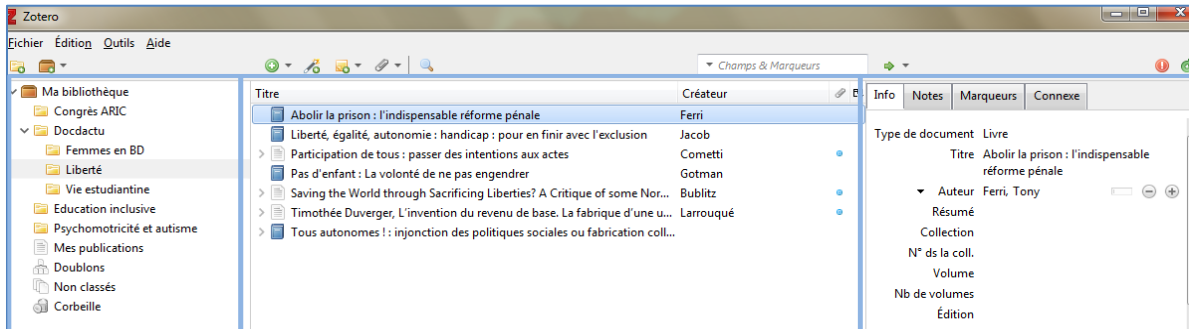 Zotero
Fichier Édition Outils Aide
Champs & Marqueurs
Ma bibliothèque
Congrès ARIC
Docdactu
Femmes en BD
Liberté
Vie estudiantine
Education inclusive
Psychomotricité et autisme
Mes publications
Doublons
Non classés
Corbeille
Titre Créateur
Abolir la prison : l'indispensable réforme pénale Ferri
Liberté, égalité, autonomie : handicap : pour en finir avec l'exclusion Jacob
Participation de tous : passer des intentions aux actes Cometti
Pas d'enfant : La volonté de ne pas engendrer Gotman
Saving the World through Sacrificing Liberties? A Critique of some Nor... Bublitz
Timothée Duverger, L'invention du revenu de base. La fabrique d'une u... Larrouqué
Tous autonomes ! : injonction des politiques sociales ou fabrication coll...
Info Notes Marqueurs Connexe
Type de document Livre
Titre Abolir la prison : l'indispensable
réforme pénale
Auteur Ferri, Tony
Résumé
Collection
N° ds la coll.
Volume
Nb de volumes
Édition